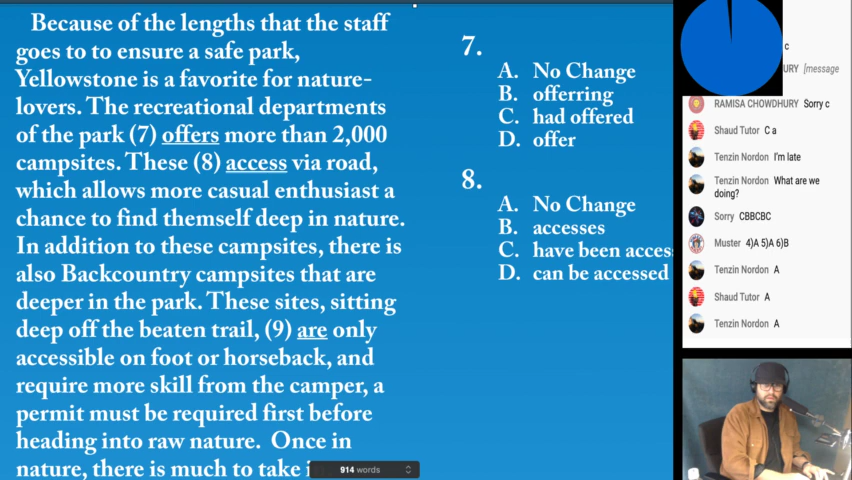 Because of the lengths that the staff
goes to to ensure a safe park,
Yellowstone is a favorite for nature-
lovers. The recreational departments
of the park (7) offers more than 2,000
campsites. These (8) access via road,
which allows more casual enthusiast a
chance to find themself deep in nature.
In addition to these campsites, there is
also Backcountry campsites that are
deeper in the park. These sites, sitting
deep off the beaten trail, (9) are only
accessible on foot or horseback, and
require more skill from the camper, a
permit must be required first before
heading into raw nature.  Once in
nature, there is much to take
914 words
7.
A. No Change
B. offerring
C. had offered
D. offer
8.
A. No Change
B. accesses
C. have been acces
D. can be accessed
c
URY [message
RAMISA CHOWDHURY Sorry c
Shaud Tutor C a
Tenzin Nordon I'm late
Tenzin Nordon What are we
doing?
Sorry CBBCBC
Muster 4)A 5)A 6)B
Tenzin Nordon A
Shaud Tutor A
Tenzin Nordon A